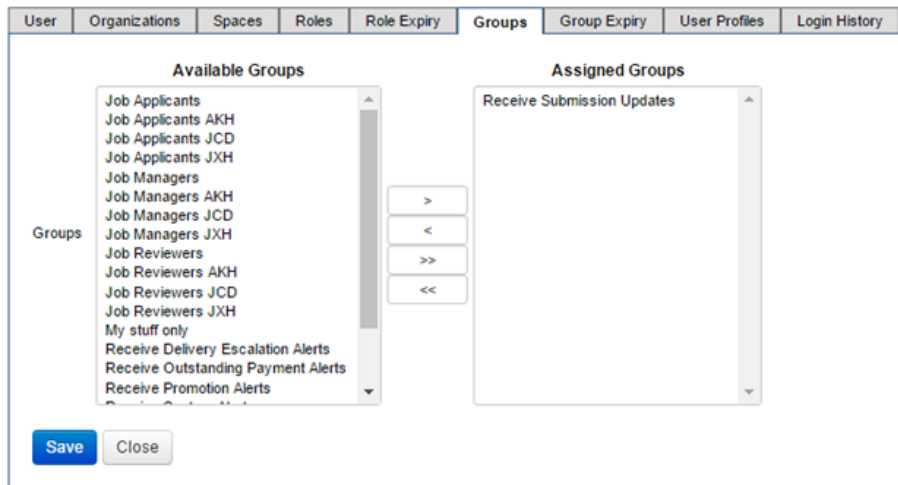 User Organizations Spaces Roles Role Expiry Groups Group Expiry User Profiles Login History
Available Groups
Assigned Groups
Groups
Job Applicants
Job Applicants AKH
Job Applicants JCD
Job Applicants JXH
Job Managers
Job Managers AKH
Job Managers JCD
Job Managers JXH
Job Reviewers
Job Reviewers AKH
Job Reviewers JCD
Job Reviewers JXH
My stuff only
Receive Delivery Escalation Alerts
Receive Outstanding Payment Alerts
Receive Promotion Alerts
>
<
>>
<<
Receive Submission Updates
Save Close